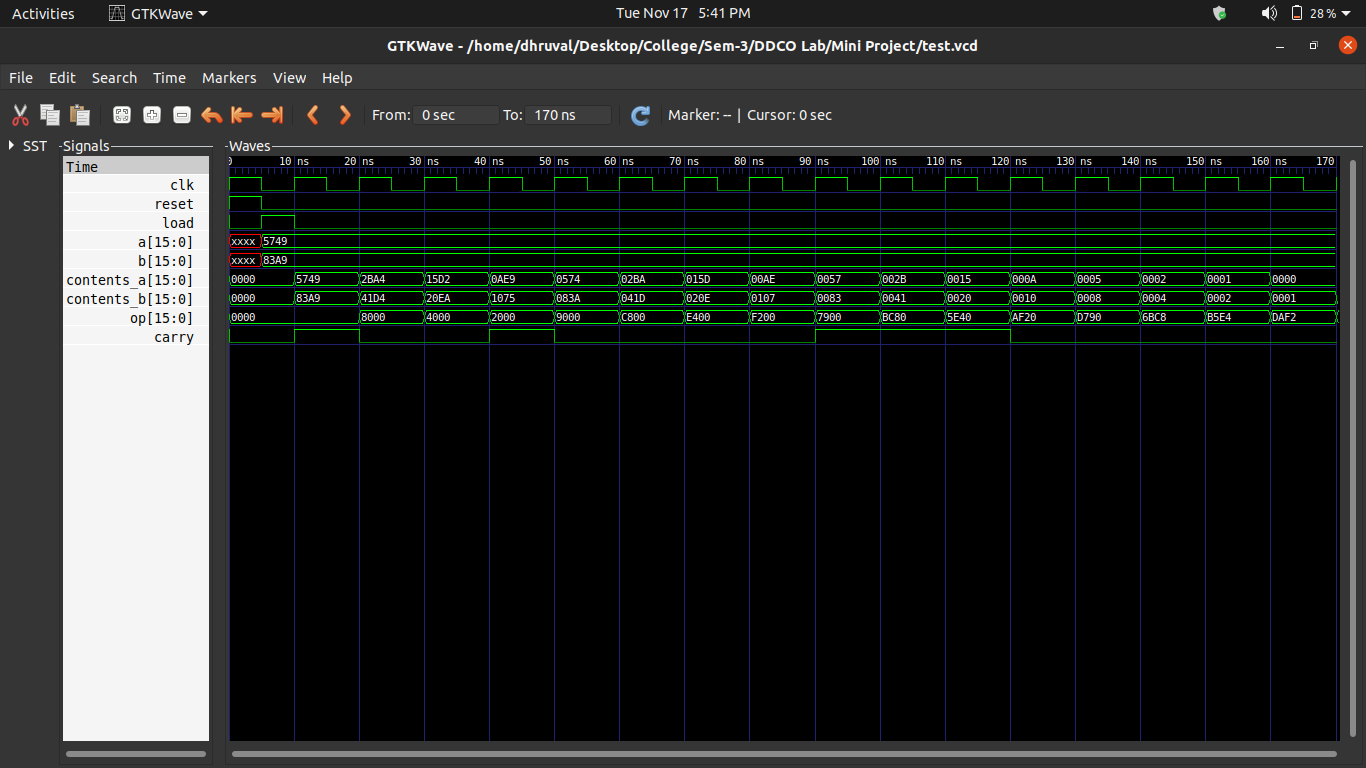 Activities GTKWave Tue Nov 17 5:41 PM 28 %
GTKWave - /home/dhruval/Desktop/College/Sem-3/DDCO Lab/Mini Project/test.vcd
File Edit Search Time Markers View Help
From: 0 sec To: 170 ns Marker: -- | Cursor: 0 sec
SST Signals Waves
0 10 ns 20 ns 30 ns 40 ns 50 ns 60 ns 70 ns 80 ns 90 ns 100 ns 110 ns 120 ns 130 ns 140 ns 150 ns 160 ns 170
Time
clk
reset
load
a[15:0] xxxx 5749
b[15:0] xxxx 83A9
contents_a[15:0] 0000 5749 2BA4 15D2 0AE9 0574 02BA 015D 00AE 0057 002B 0015 000A 0005 0002 0001 0000
contents_b[15:0] 0000 83A9 41D4 20EA 1075 083A 041D 020E 0107 0083 0041 0020 0010 0008 0004 0002 0001
op[15:0] 0000 8000 4000 2000 9000 C800 E400 F200 7900 BC80 5E40 AF20 D790 6BC8 B5E4 DAF2
carry